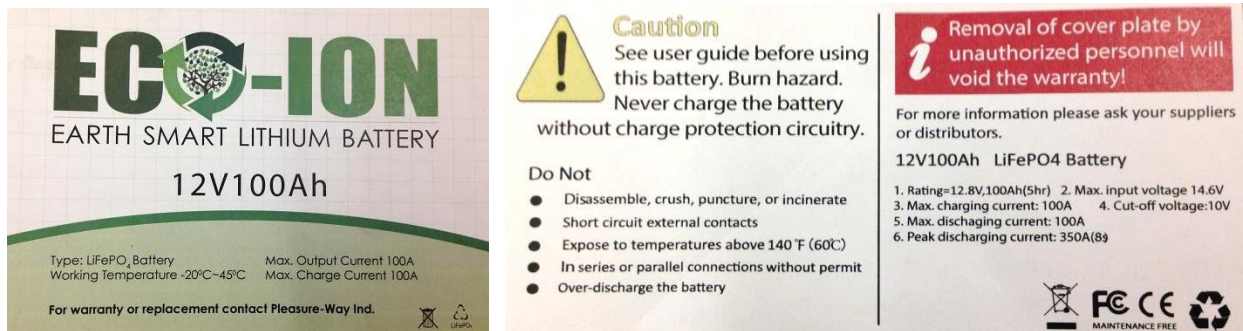 ECO-ION
EARTH SMART LITHIUM BATTERY
12V100Ah
Type: LiFePO4 Battery
Max. Output Current 100A
Working Temperature -20ºC~45ºC
Max. Charge Current 100A
For warranty or replacement contact Pleasure-Way Ind.
LiFePO4
Caution
See user guide before using
this battery. Burn hazard.
Never charge the battery
without charge protection circuitry.
Do Not
Disassemble, crush, puncture, or incinerate
Short circuit external contacts
Expose to temperatures above 140℉ (60℃)
In series or parallel connections without permit
Over-discharge the battery
i
Removal of cover plate by
unauthorized personnel will
void the warranty!
For more information please ask your suppliers
or distributors.
12V100Ah LiFePO4 Battery
1. Rating=12.8V,100Ah(5hr) 2. Max. input voltage 14.6V
3. Max. charging current: 100A 4. Cut-off voltage:10V
5. Max. dischaging current: 100A
6. Peak discharging current: 350A(8s)
FC CE
MAINTENANCE FREE